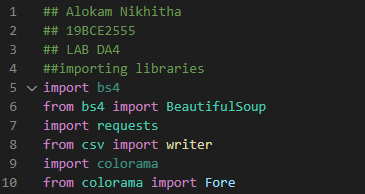 1 ## Alokam Nikhitha
2 ## 19BCE2555
3 ## LAB DA4
4 ##importing libraries
5 import bs4
6 from bs4 import BeautifulSoup
7 import requests
8 from csv import writer
9 import colorama
10 from colorama import Fore